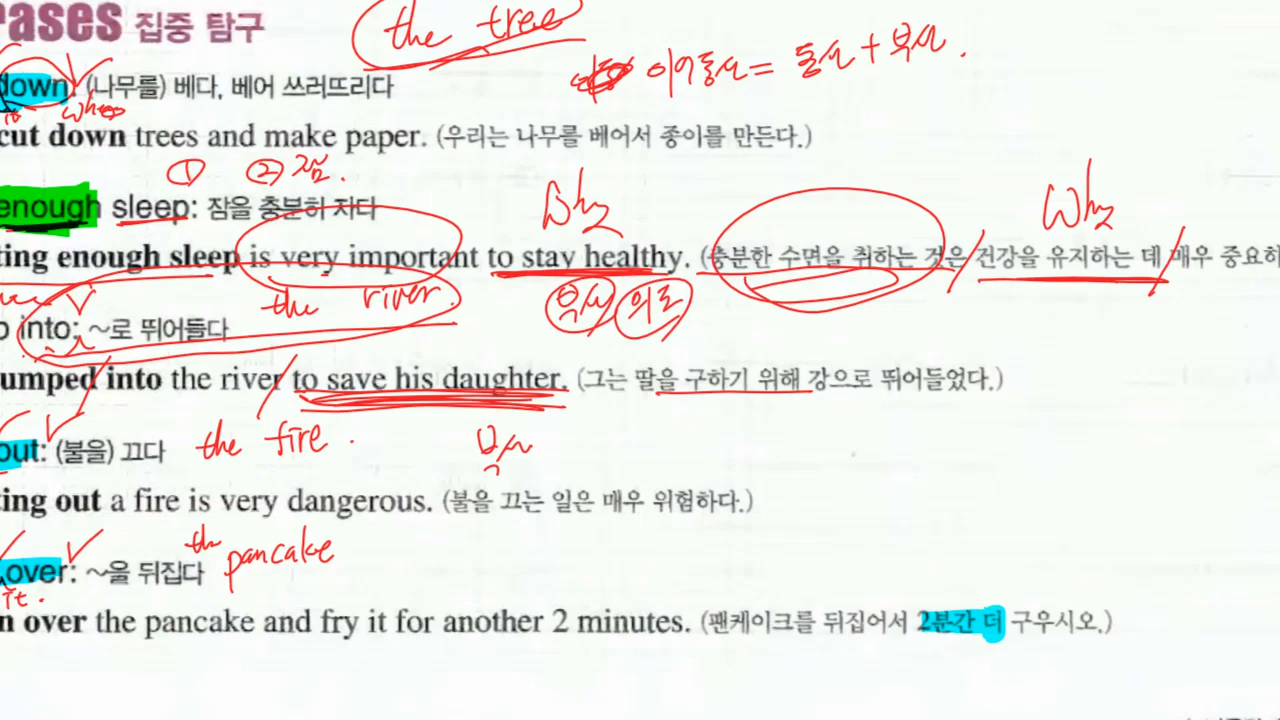 rases 집중 탐구
the tree
이어동사 = 동사 + 부사.
down: (나무를) 베다, 베어 쓰러뜨리다
it where
cut down trees and make paper. (우리는 나무를 베어서 종이를 만든다.)
① ② 잠.
enough sleep: 잠을 충분히 자다
Why Why
ting enough sleep is very important to stay healthy. (충분한 수면을 취하는 것은 건강을 유지하는 데 매우 중요하
the river. 부사 의로
o into: ~로 뛰어들다
umped into the river to save his daughter. (그는 딸을 구하기 위해 강으로 뛰어들었다.)
out: (불을) 끄다 the fire. 부사
ting out a fire is very dangerous. (불을 끄는 일은 매우 위험하다.)
over: ~을 뒤집다 the pancake
it.
n over the pancake and fry it for another 2 minutes. (팬케이크를 뒤집어서 2분간 더 구우시오.)